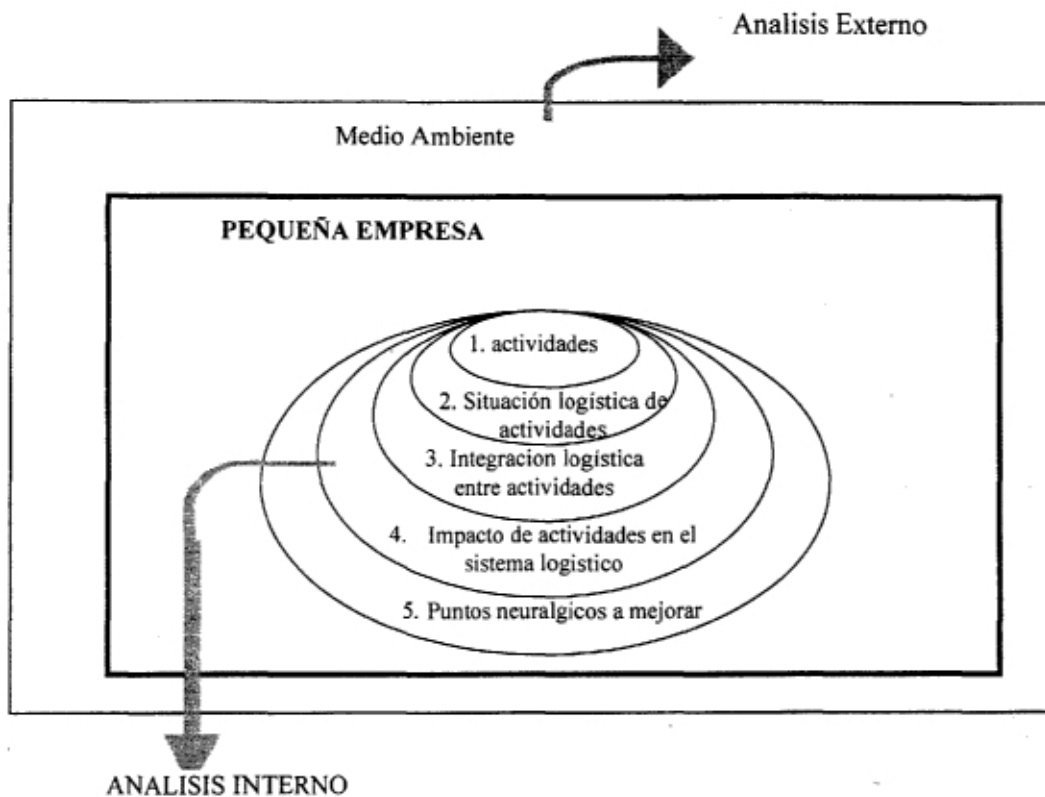 Analisis Externo
Medio Ambiente
PEQUEÑA EMPRESA
1. actividades
2. Situación logística de
actividades
3. Integracion logística
entre actividades
4. Impacto de actividades en el
sistema logistico
5. Puntos neuralgicos a mejorar
ANALISIS INTERNO